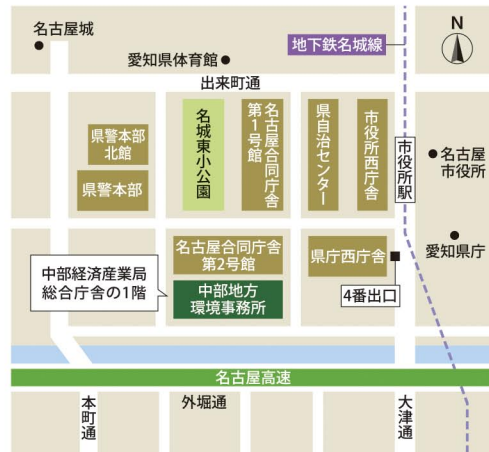 名古屋城
地下鉄名城線
N
愛知県体育館
出来町通
県警本部
北館
県警本部
名城東小公園
名古屋合同庁舎
第1号館
県自治センター
市役所西庁舎
市役所駅
名古屋
市役所
愛知県庁
名古屋合同庁舎
第2号館
県庁西庁舎
中部経済産業局
総合庁舎の1階
中部地方
環境事務所
4番出口
名古屋高速
本町通
外堀通
大津通